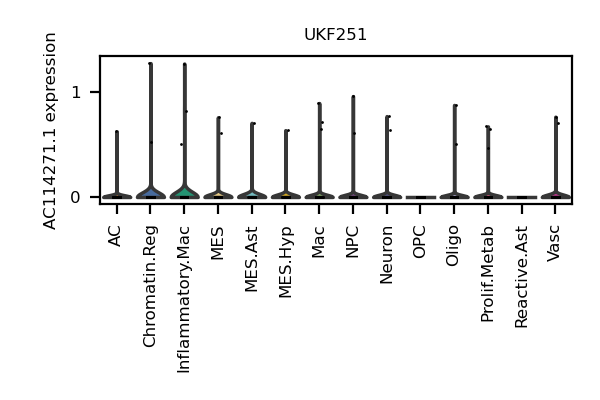 UKF251
AC114271.1 expression
1
0
AC
Chromatin.Reg
Inflammatory.Mac
MES
MES.Ast
MES.Hyp
Mac
NPC
Neuron
OPC
Oligo
Prolif.Metab
Reactive.Ast
Vasc